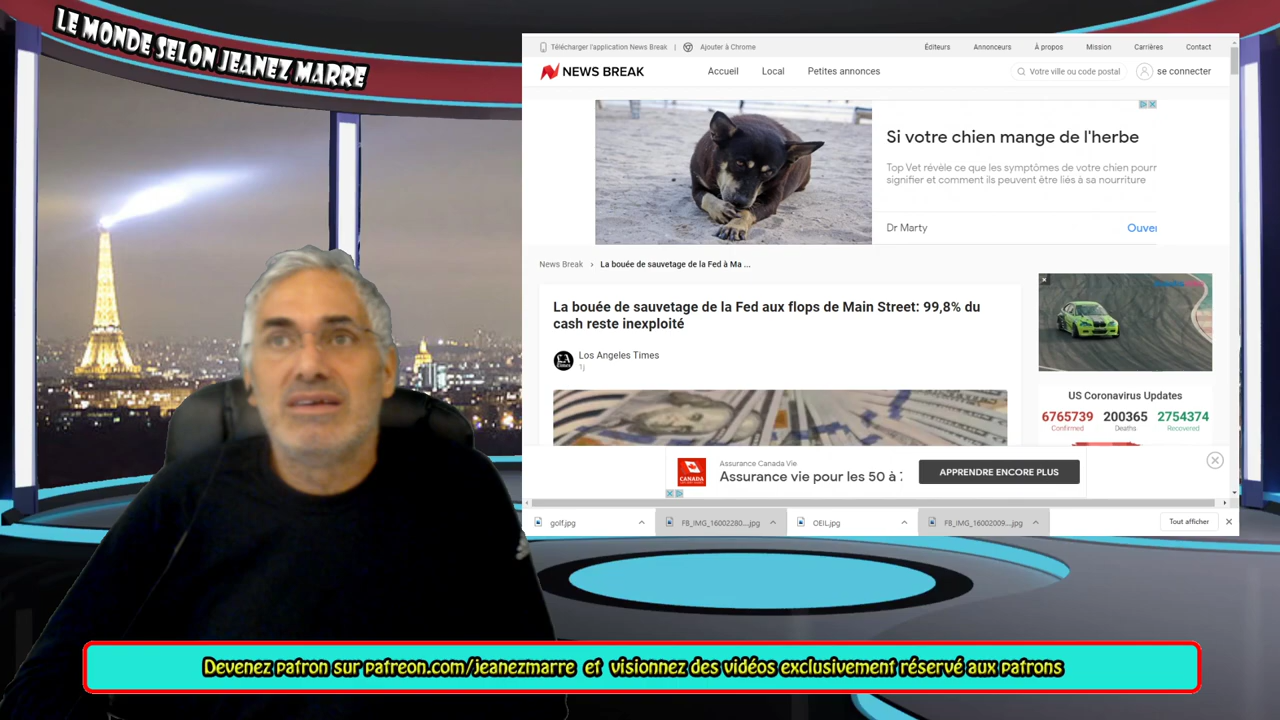 LE MONDE SELON JEANEZ MARRE
Télécharger l'application News Break | Ajouter à Chrome
Éditeurs Annonceurs À propos Mission Carrières Contact
NEWS BREAK Accueil Local Petites annonces Votre ville ou code postal se connecter
Si votre chien mange de l'herbe
Top Vet révèle ce que les symptômes de votre chien pourr
signifier et comment ils peuvent être liés à sa nourriture
Dr Marty Ouver
News Break › La bouée de sauvetage de la Fed à Ma ...
La bouée de sauvetage de la Fed aux flops de Main Street: 99,8% du
cash reste inexploité
LA Times
Los Angeles Times
1j
US Coronavirus Updates
6765739 200365 2754374
Confirmed Deaths Recovered
CANADA
Assurance Canada Vie
Assurance vie pour les 50 à
APPRENDRE ENCORE PLUS
golf.jpg FB_IMG_16002280....jpg OEIL.jpg FB_IMG_16002009....jpg Tout afficher
Devenez patron sur patreon.com/jeanezmarre et visionnez des vidéos exclusivement réservé aux patrons